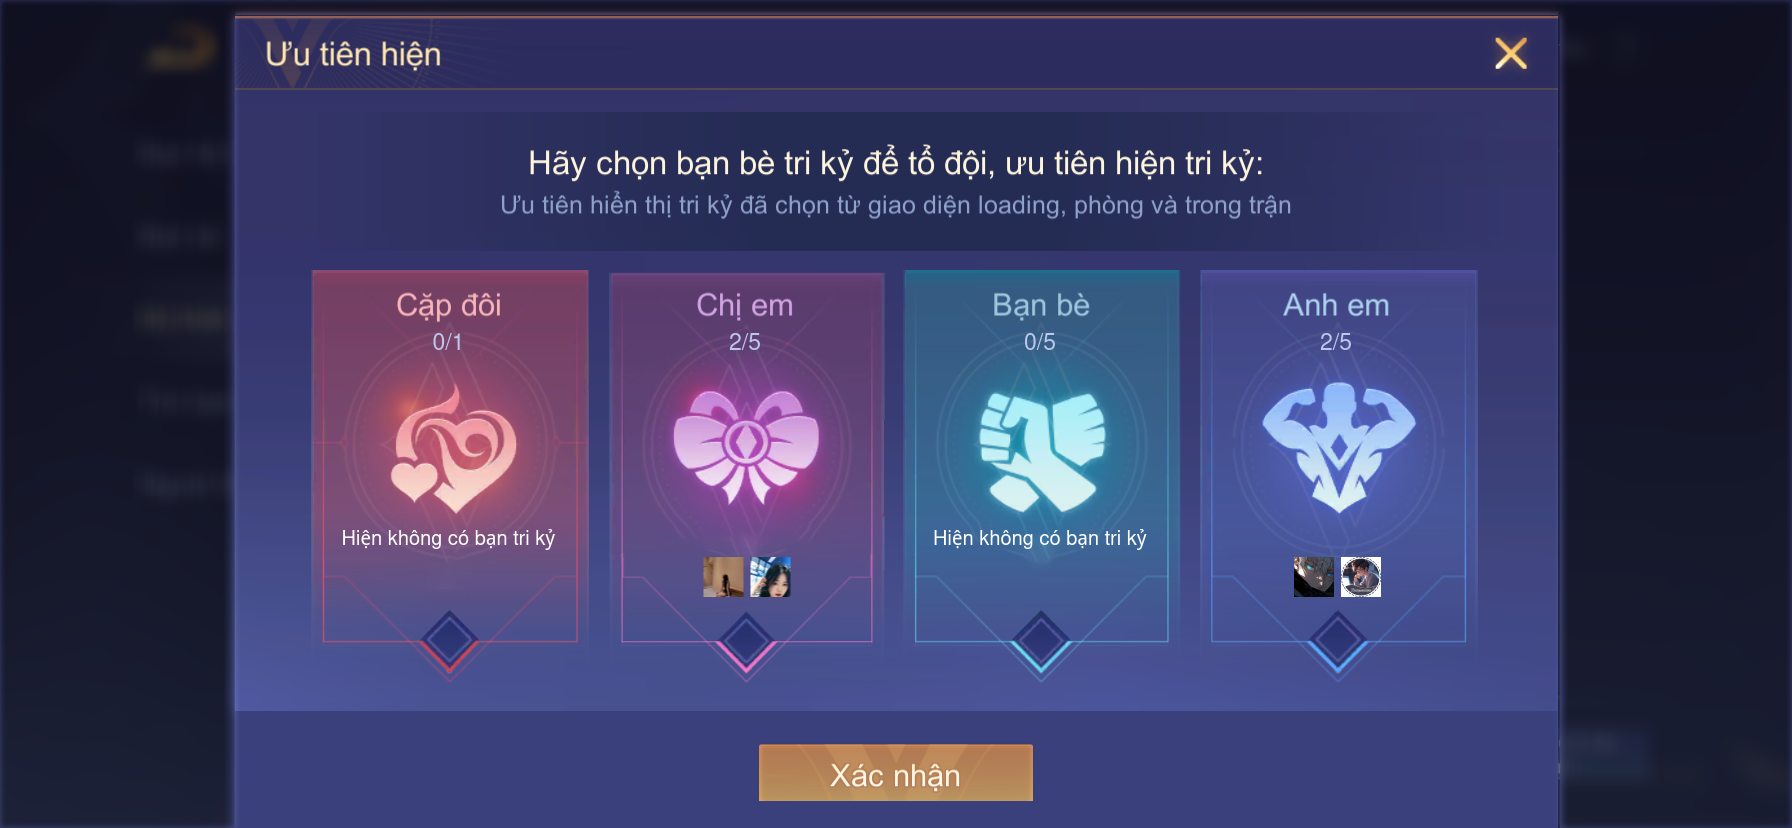 Ưu tiên hiện
Hãy chọn bạn bè tri kỷ để tổ đội, ưu tiên hiện tri kỷ:
Ưu tiên hiển thị tri kỷ đã chọn từ giao diện loading, phòng và trong trận
Cặp đôi
0/1
Hiện không có bạn tri kỷ
Chị em
2/5
Bạn bè
0/5
Hiện không có bạn tri kỷ
Anh em
2/5
Xác nhận